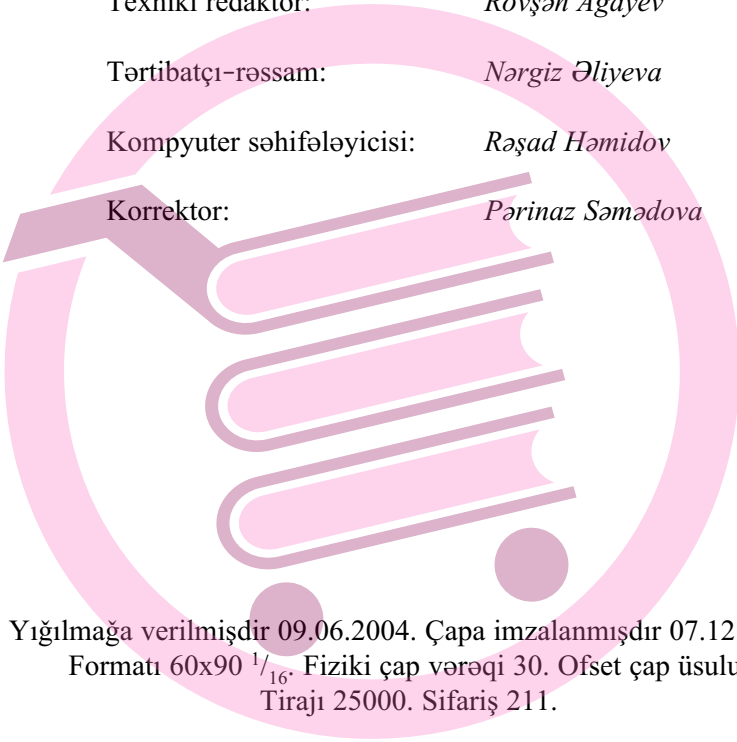 Texniki redaktor: Rövşən Ağayev
Tərtibatçı-rəssam: Nərgiz Əliyeva
Kompyuter səhifələyicisi: Rəşad Həmidov
Korrektor: Pərinaz Səmədova
Yığılmağa verilmişdir 09.06.2004. Çapa imzalanmışdır 07.12
Formatı 60x90 1/16. Fiziki çap vərəqi 30. Ofset çap üsulu
Tirajı 25000. Sifariş 211.